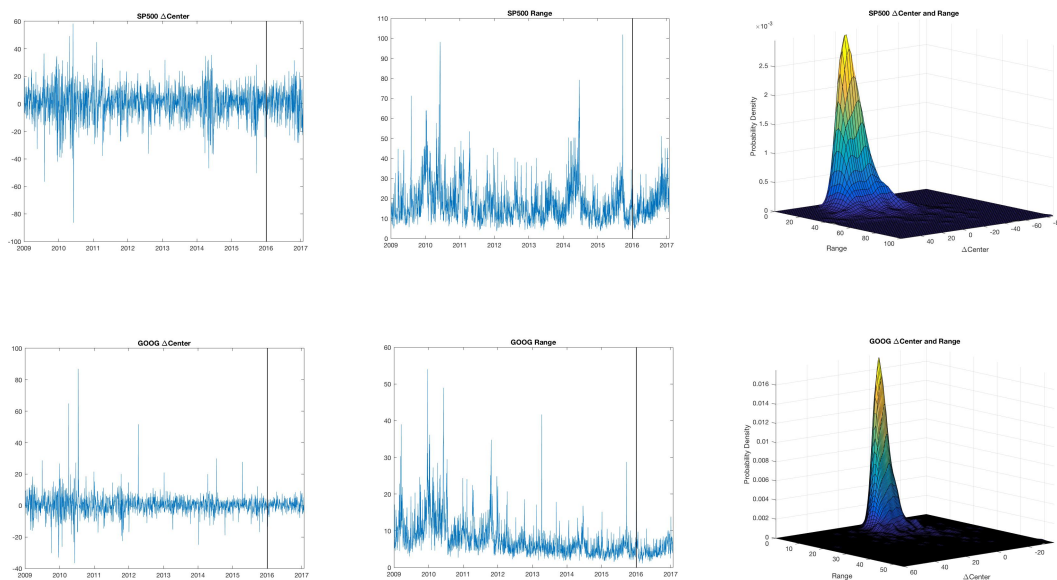 SP500 ΔCenter
60
40
20
0
-20
-40
-60
-80
-100
2009 2010 2011 2012 2013 2014 2015 2016 2017
SP500 Range
110
100
90
80
70
60
50
40
30
20
10
0
2009 2010 2011 2012 2013 2014 2015 2016 2017
SP500 ΔCenter and Range
×10⁻³
2.5
2
1.5
1
0.5
0
Probability Density
0 20 40 60 80 100
Range
40 20 0 -20 -40 -60
ΔCenter
GOOG ΔCenter
100
80
60
40
20
0
-20
-40
2009 2010 2011 2012 2013 2014 2015 2016 2017
GOOG Range
60
50
40
30
20
10
0
2009 2010 2011 2012 2013 2014 2015 2016 2017
GOOG ΔCenter and Range
0.016
0.014
0.012
0.01
0.008
0.006
0.004
0.002
0
Probability Density
0 10 20 30 40 50 60
Range
60 40 20 0 -20
ΔCenter